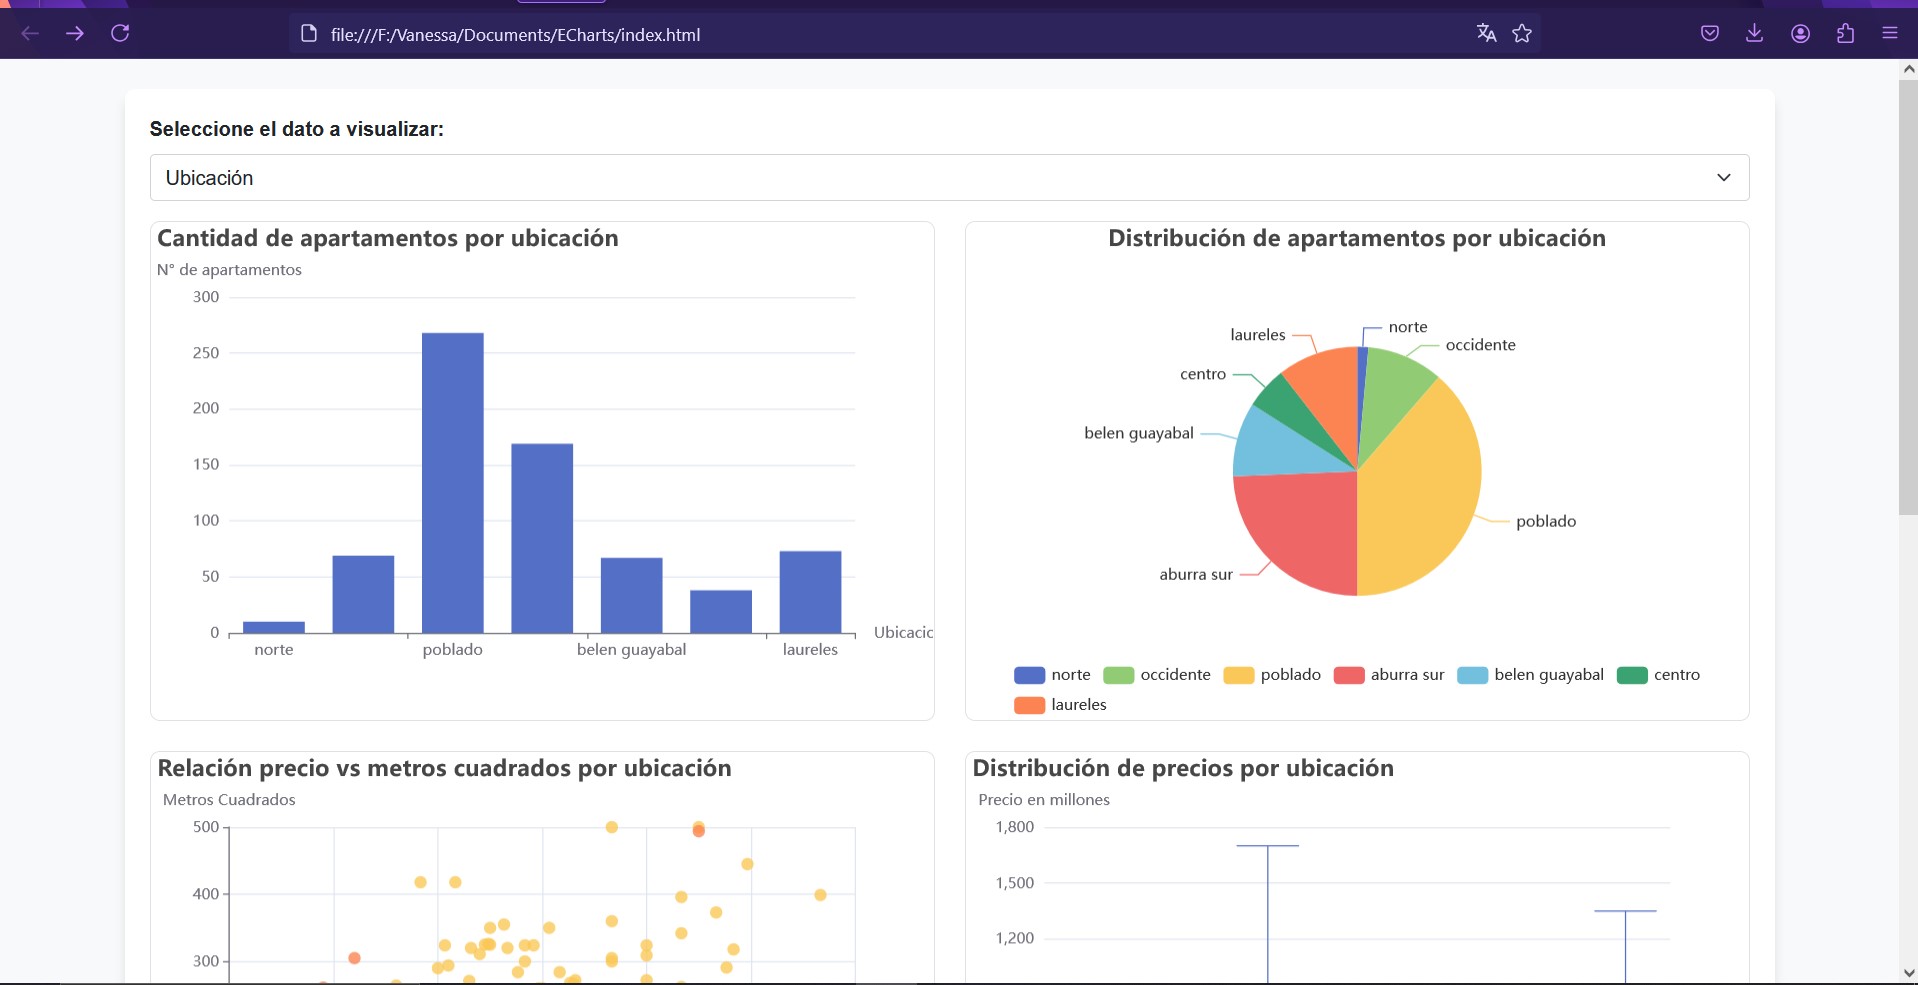 file:///F:/Vanessa/Documents/ECharts/index.html
Seleccione el dato a visualizar:
Ubicación
Cantidad de apartamentos por ubicación
N° de apartamentos
300
250
200
150
100
50
0
norte poblado belen guayabal laureles
Ubicacic
Distribución de apartamentos por ubicación
norte
laureles
occidente
centro
belen guayabal
poblado
aburra sur
norte occidente poblado aburra sur belen guayabal centro
laureles
Relación precio vs metros cuadrados por ubicación
Metros Cuadrados
500
400
300
Distribución de precios por ubicación
Precio en millones
1,800
1,500
1,200